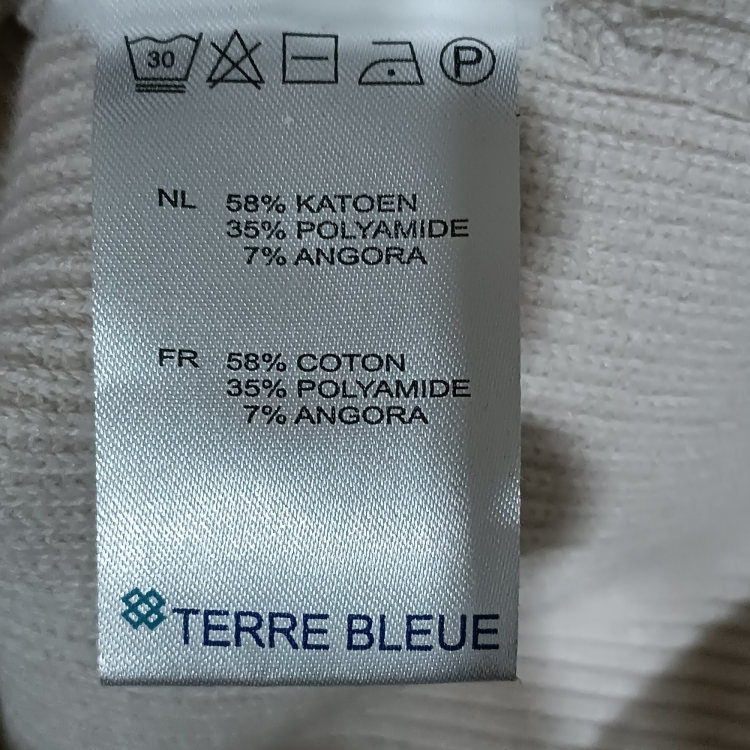 30 P
NL 58% KATOEN
35% POLYAMIDE
7% ANGORA
FR 58% COTON
35% POLYAMIDE
7% ANGORA
TERRE BLEUE